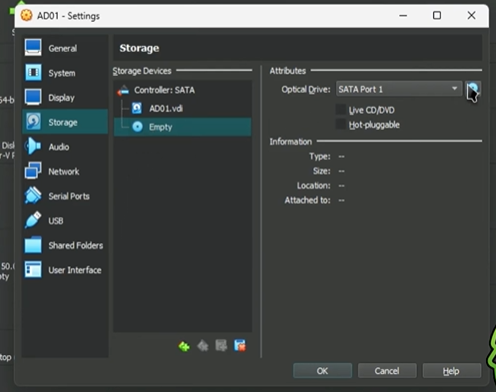 AD01 - Settings
General
System
Display
Storage
Audio
Network
Serial Ports
USB
Shared Folders
User Interface
Storage
Storage Devices
Controller: SATA
AD01.vdi
Empty
Attributes
Optical Drive: SATA Port 1
Live CD/DVD
Hot-pluggable
Information
Type: --
Size: --
Location: --
Attached to: --
OK Cancel Help